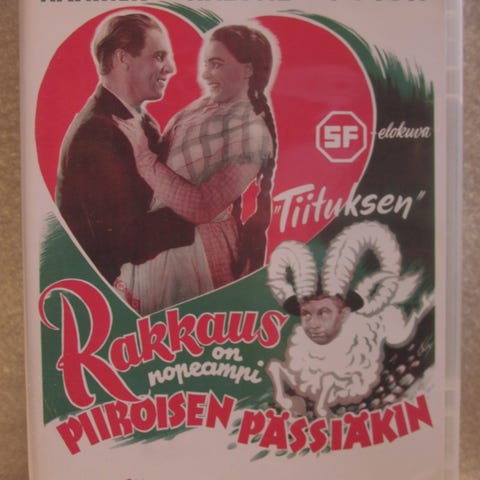 SF
-elokuva
"Tiituksen"
Rakkaus
on
nopeampi
PIIROISEN PÄSSIÄKIN